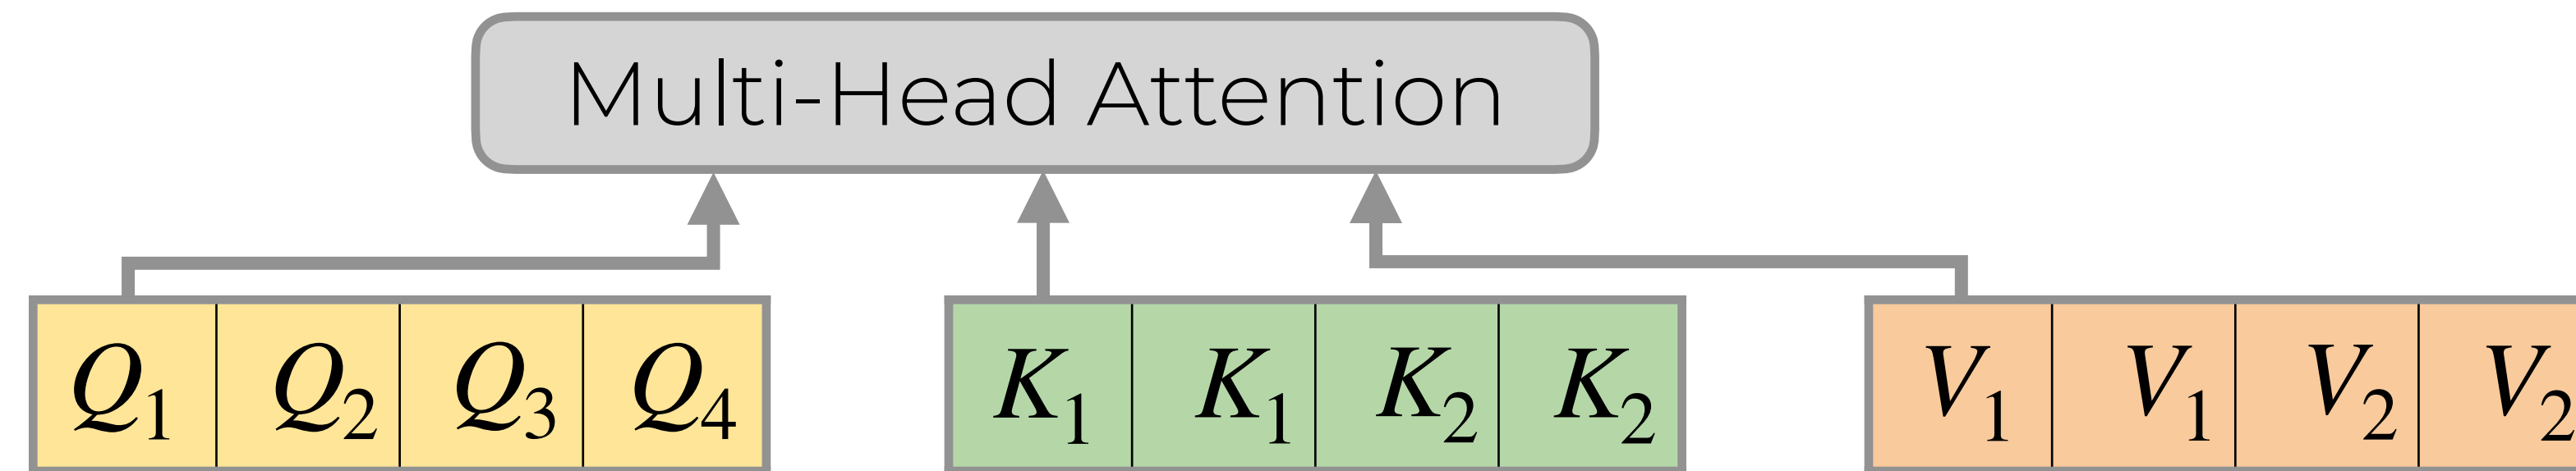 Multi-Head Attention
Q₁ Q₂ Q₃ Q₄ K₁ K₁ K₂ K₂ V₁ V₁ V₂ V₂